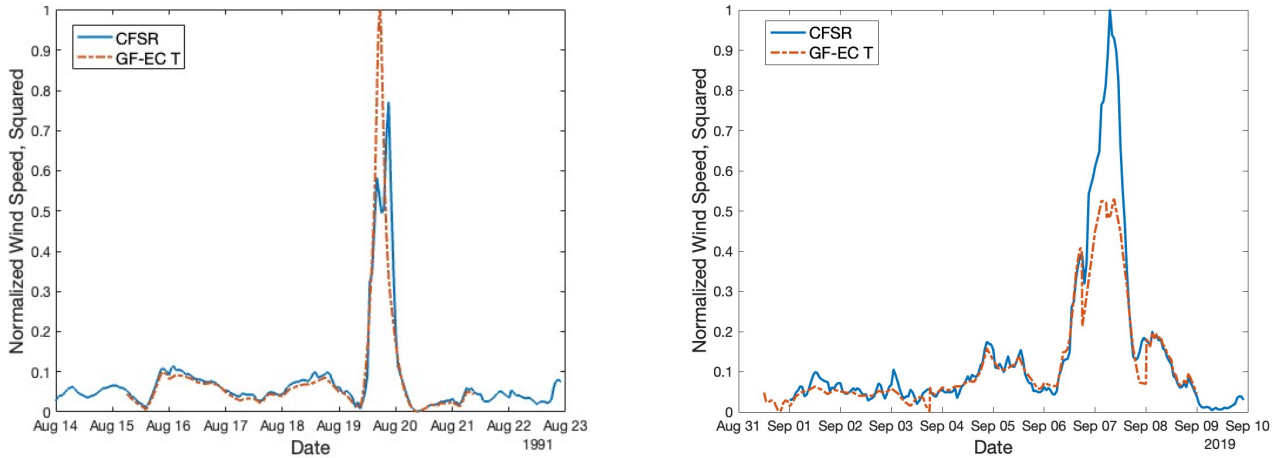 Normalized Wind Speed, Squared
1
0.9
0.8
0.7
0.6
0.5
0.4
0.3
0.2
0.1
0
CFSR
GF-EC T
Aug 14 Aug 15 Aug 16 Aug 17 Aug 18 Aug 19 Aug 20 Aug 21 Aug 22 Aug 23
Date
1991
Normalized Wind Speed, Squared
1
0.9
0.8
0.7
0.6
0.5
0.4
0.3
0.2
0.1
0
CFSR
GF-EC T
Aug 31 Sep 01 Sep 02 Sep 03 Sep 04 Sep 05 Sep 06 Sep 07 Sep 08 Sep 09 Sep 10
Date
2019